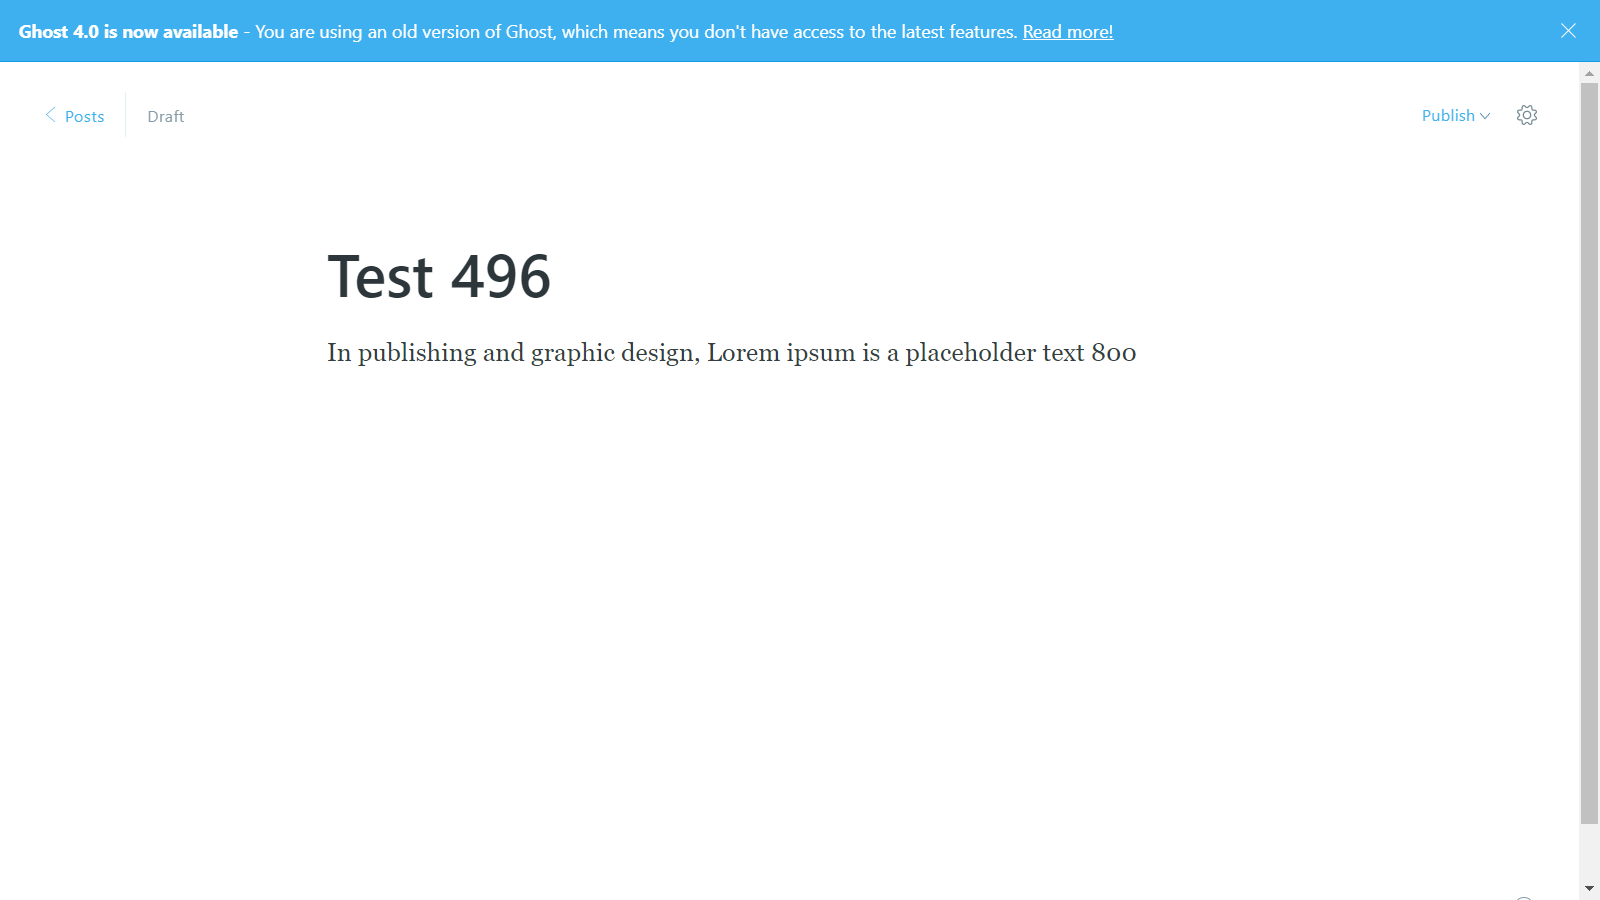 Ghost 4.0 is now available - You are using an old version of Ghost, which means you don't have access to the latest features. Read more!
Posts
Draft
Publish
Test 496
In publishing and graphic design, Lorem ipsum is a placeholder text 800